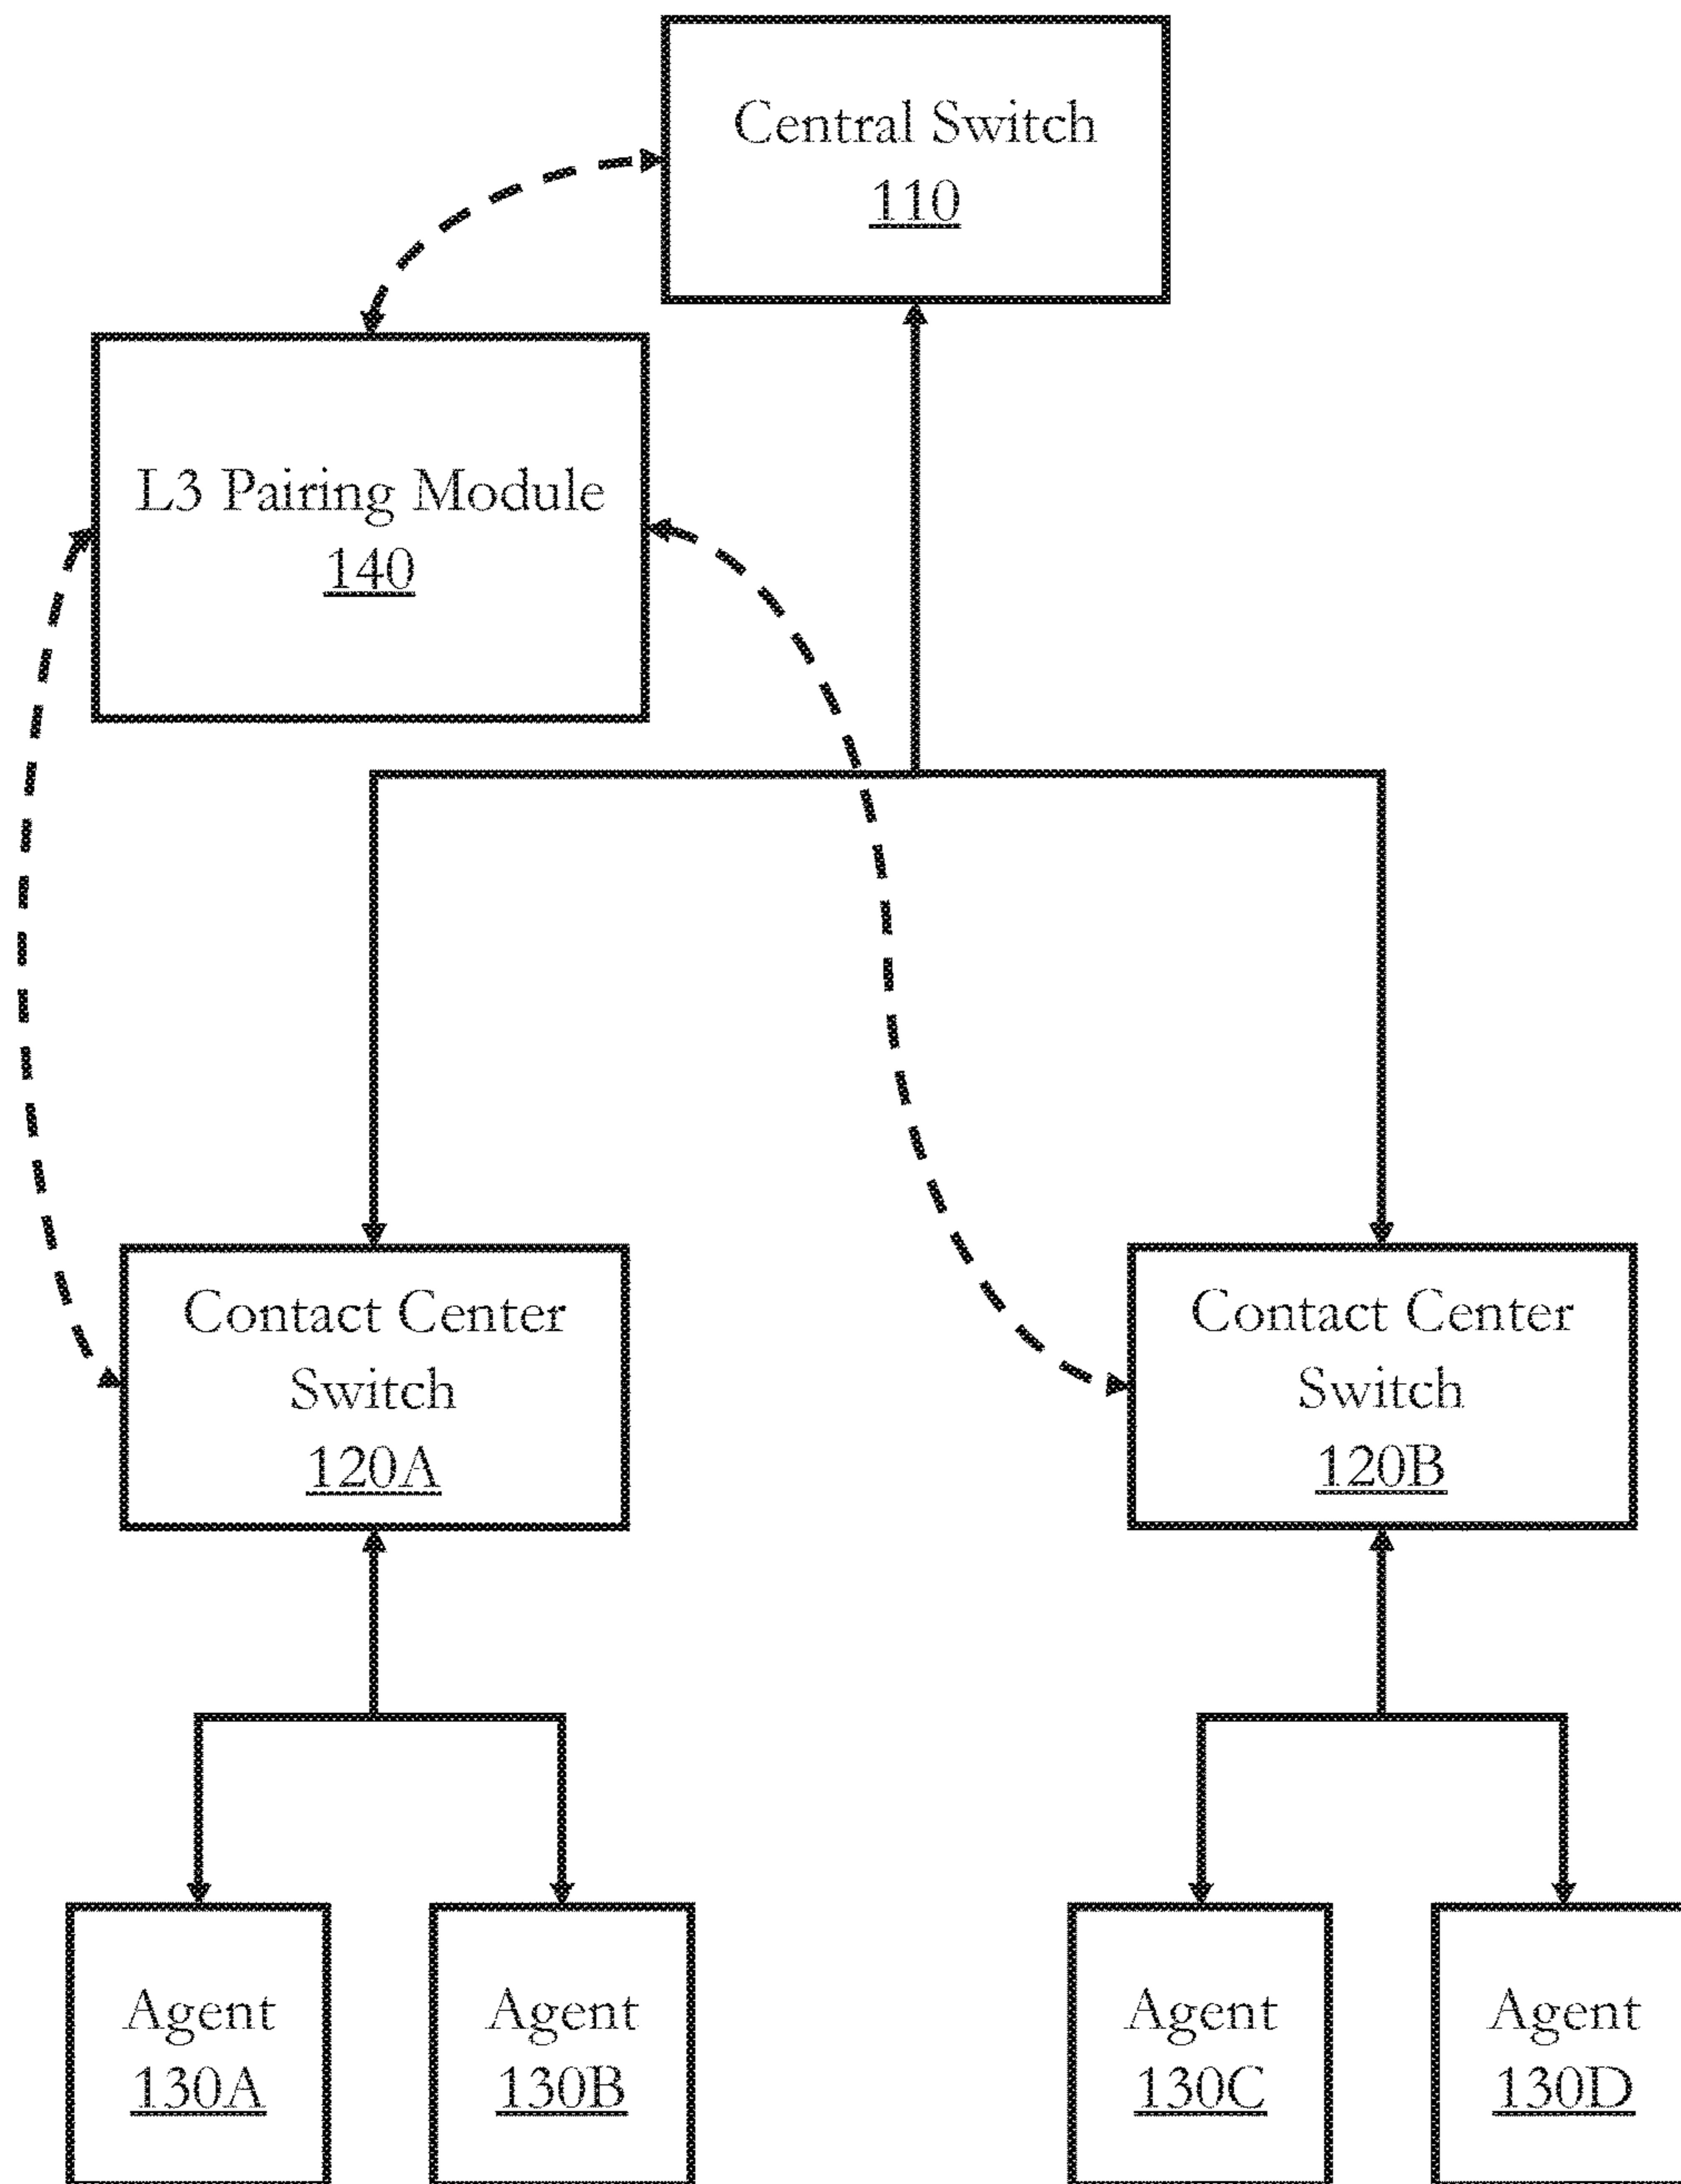 Central Switch
110
L3 Pairing Module
140
Contact Center
Switch
120A
Contact Center
Switch
120B
Agent
130A
Agent
130B
Agent
130C
Agent
130D